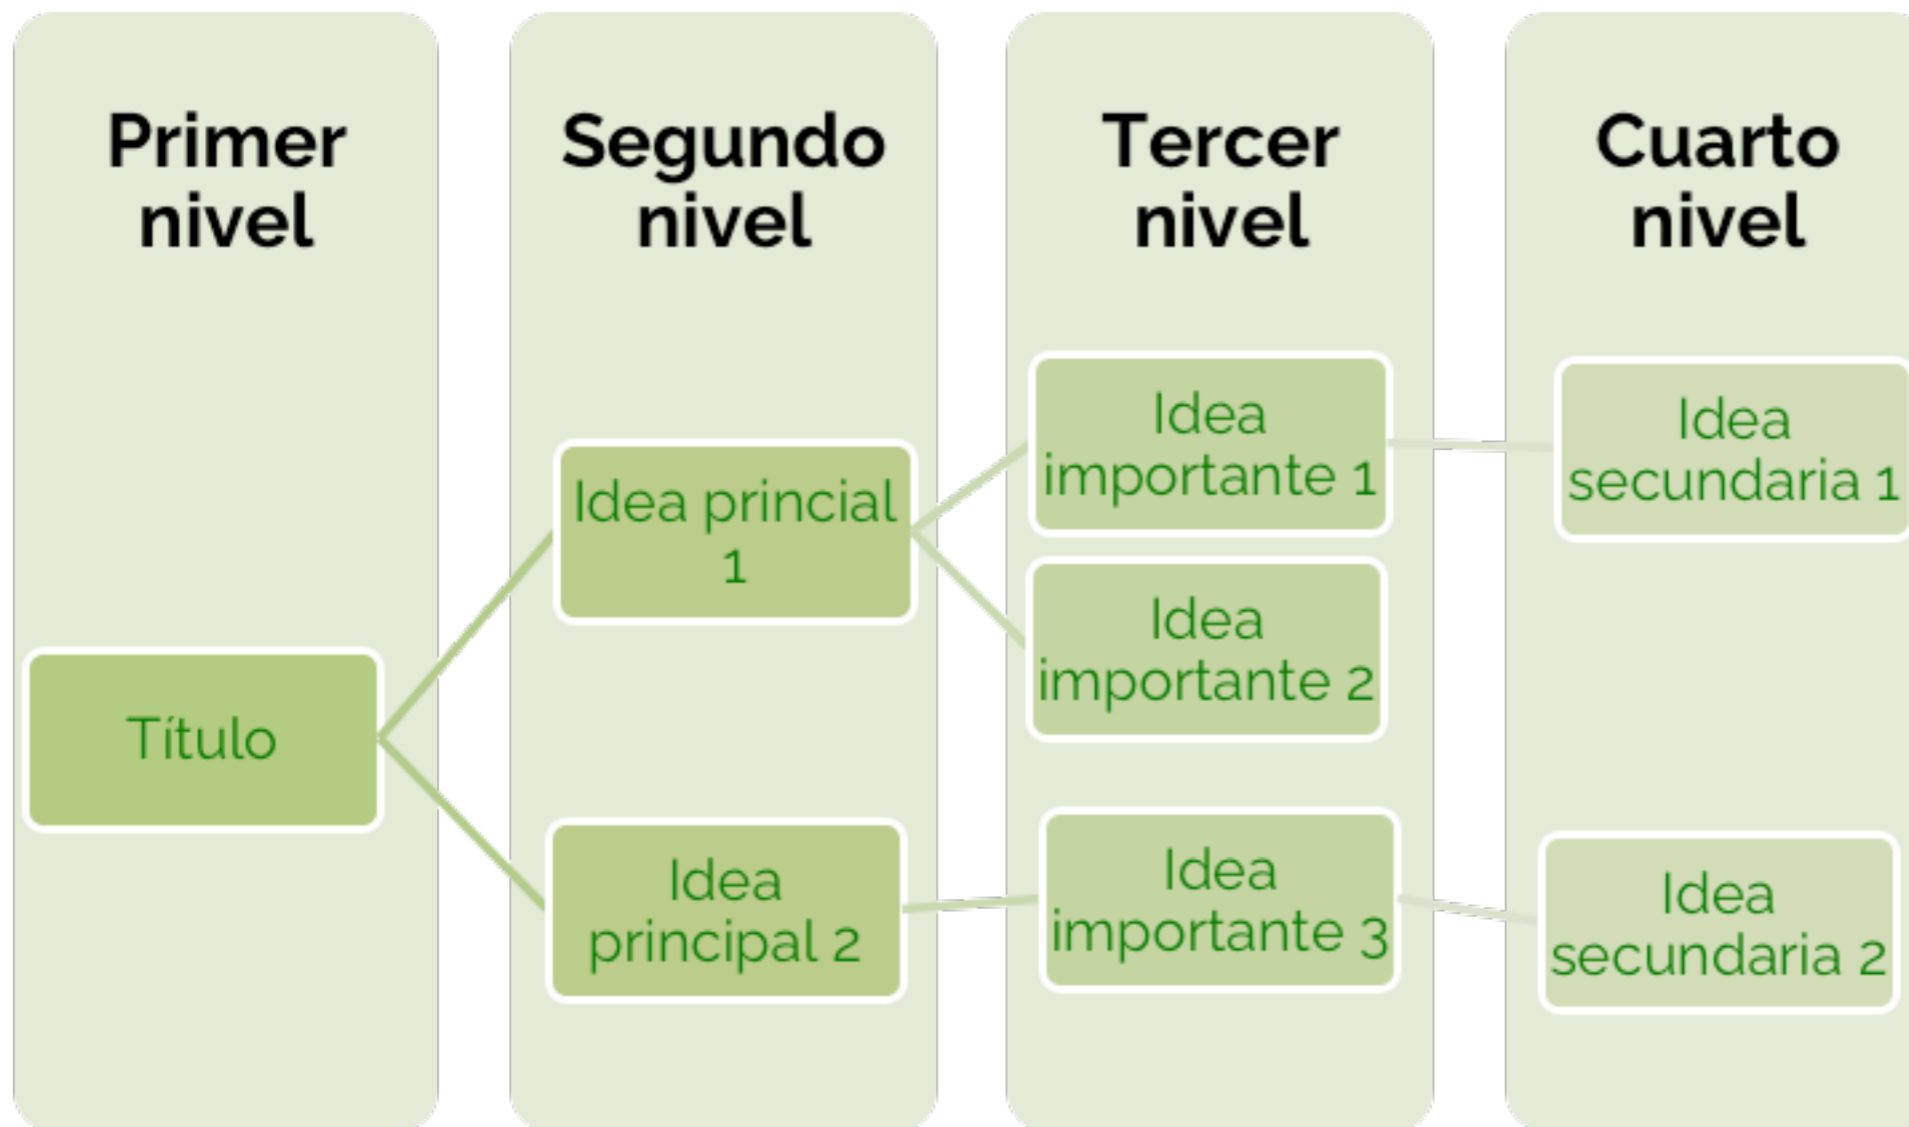 Primer
nivel
Segundo
nivel
Tercer
nivel
Cuarto
nivel
Título
Idea princial
1
Idea
principal 2
Idea
importante 1
Idea
importante 2
Idea
importante 3
Idea
secundaria 1
Idea
secundaria 2